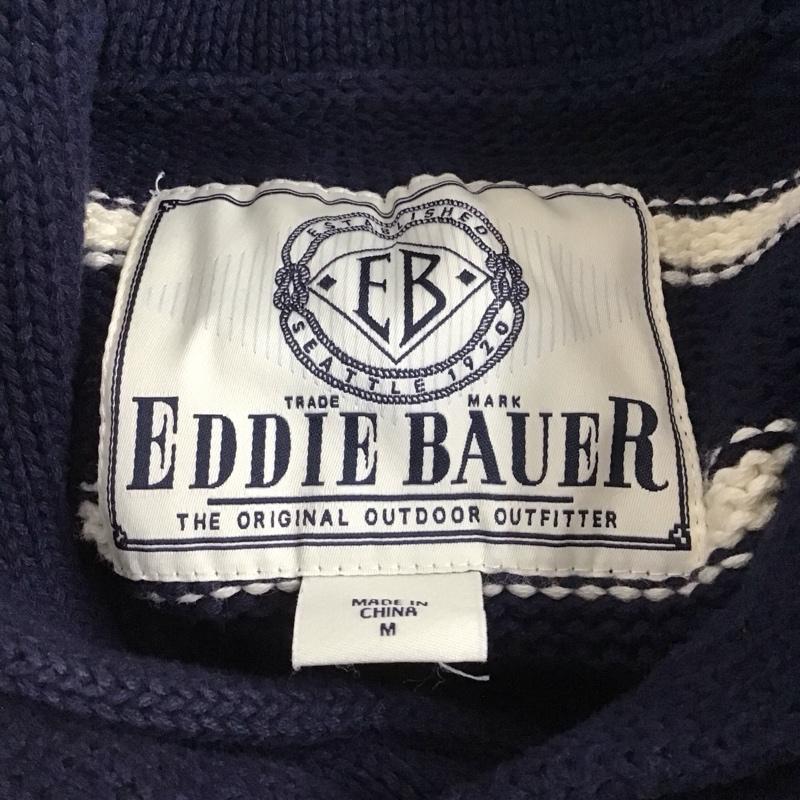 ESTABLISHED
EB
SEATTLE 1920
TRADE MARK
EDDIE BAUER
THE ORIGINAL OUTDOOR OUTFITTER
MADE IN
CHINA
M